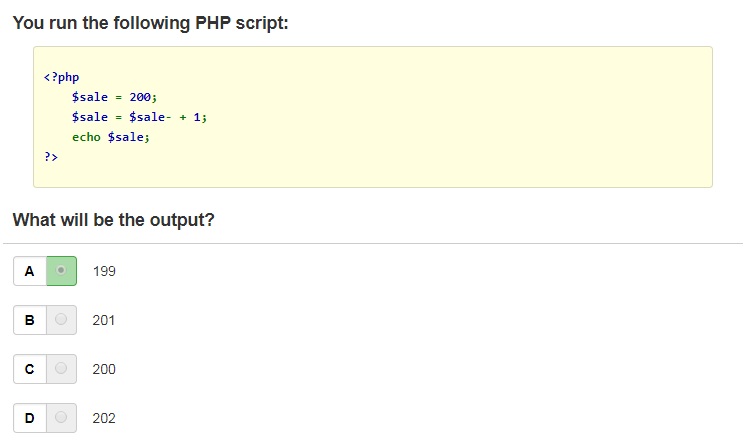 You run the following PHP script:
<?php
$sale = 200;
$sale = $sale- + 1;
echo $sale;
?>
What will be the output?
A 199
B 201
C 200
D 202